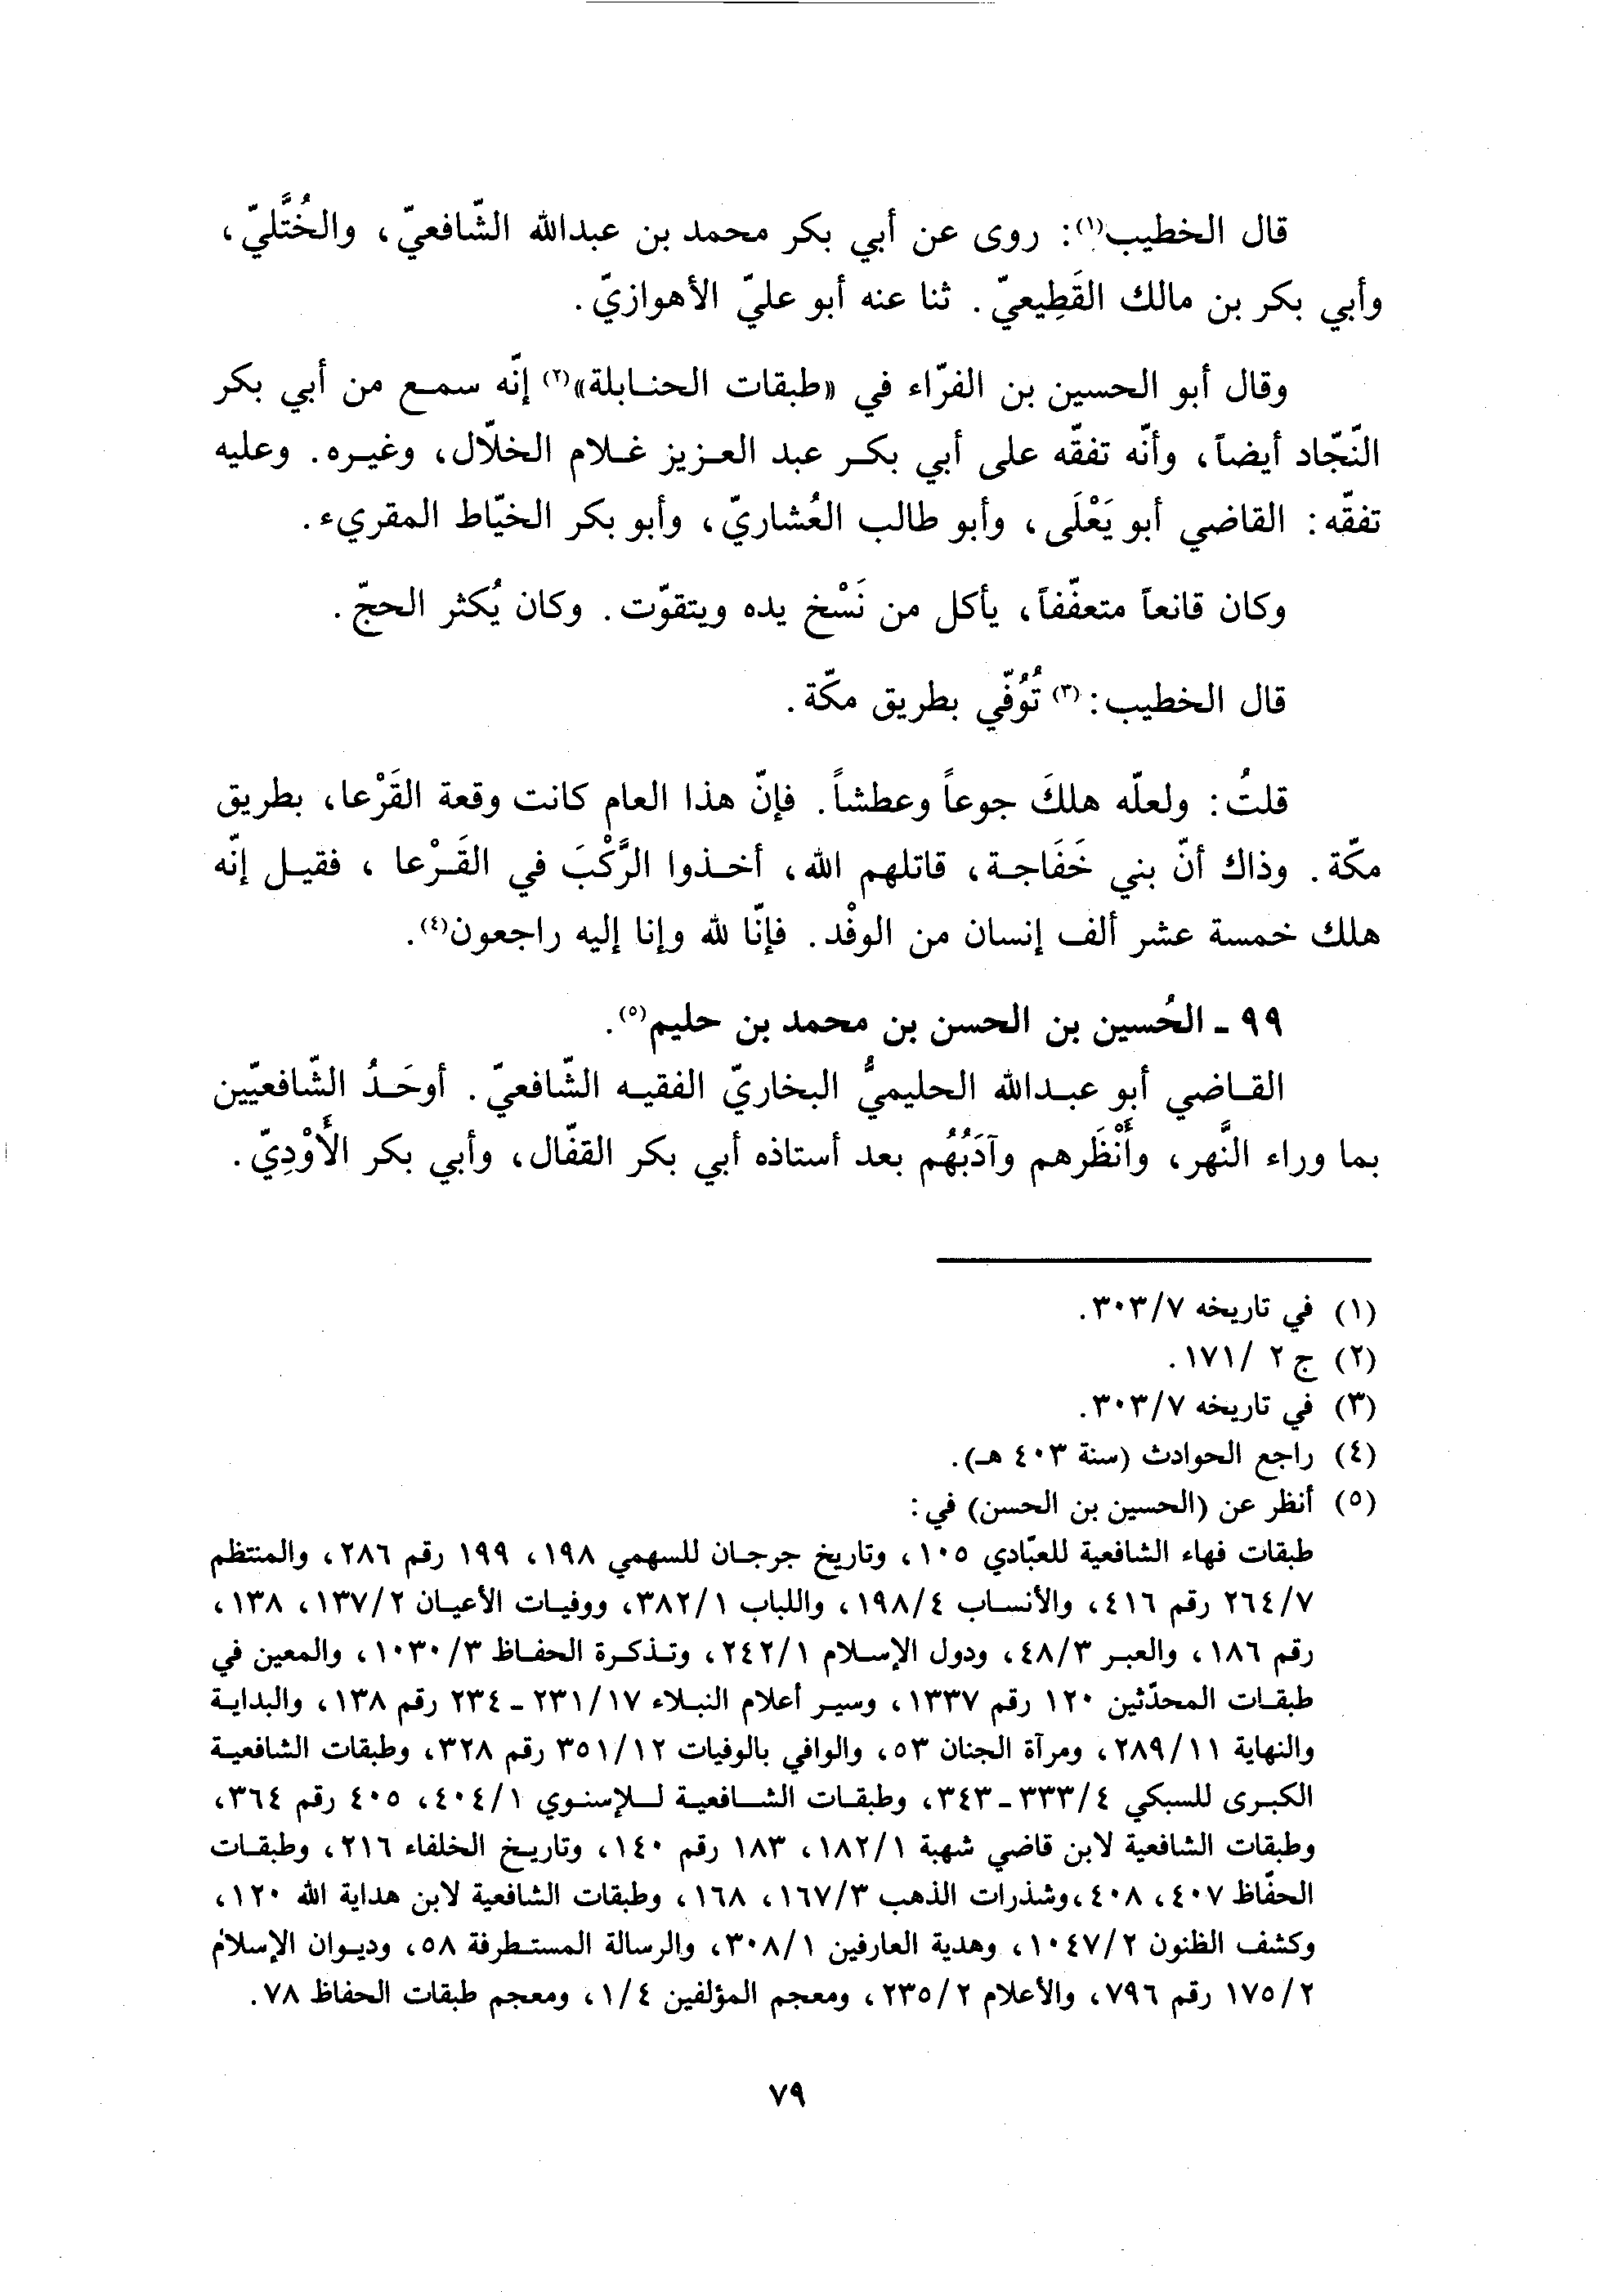 قال الخطيب(١): روى عن أبي بكر محمد بن عبدالله الشّافعيّ، والخُتَّليّ،
وأبي بكر بن مالك القَطِيعيّ. ثنا عنه أبو عليّ الأهوازيّ.
وقال أبو الحسين بن الفرّاء في «طبقات الحنابلة»(٢) إنّه سمع من أبي بكر
النّجّاد أيضاً، وأنّه تفقّه على أبي بكر عبد العزيز غلام الخلّال، وغيره. وعليه
تفقّه: القاضي أبو يَعْلَى، وأبو طالب العُشاريّ، وأبو بكر الخيّاط المقريء.
وكان قانعاً متعفّفاً، يأكل من نَسْخ يده ويتقوّت. وكان يُكثر الحجّ.
قال الخطيب:(٣) تُوُفّي بطريق مكّة.
قلتُ: ولعلّه هلكَ جوعاً وعطشاً. فإنّ هذا العام كانت وقعة القَرْعا، بطريق
مكّة. وذاك أنّ بني خَفَاجة، قاتلهم الله، أخذوا الرَّكْبَ في القَرْعا ، فقيل إنّه
هلك خمسة عشر ألف إنسان من الوفْد. فإنّا لله وإنا إليه راجعون(٤).
٩٩ - الحُسين بن الحسن بن محمد بن حليم(٥).
القاضي أبو عبدالله الحليميُّ البخاريّ الفقيه الشّافعيّ. أوحَدُ الشّافعيّين
بما وراء النَّهر، وأَنْظَرهم وآدَبُهُم بعد أستاذه أبي بكر القفّال، وأبي بكر الأَوْدِيّ.
(١) في تاريخه ٣٠٣/٧.
(٢) ج ٢ /١٧١.
(٣) في تاريخه ٣٠٣/٧.
(٤) راجع الحوادث (سنة ٤٠٣ هـ).
(٥) أنظر عن (الحسين بن الحسن) في:
طبقات فهاء الشافعية للعبّادي ١٠٥، وتاريخ جرجان للسهمي ١٩٨، ١٩٩ رقم ٢٨٦، والمنتظم
٢٦٤/٧ رقم ٤١٦، والأنساب ١٩٨/٤، واللباب ٣٨٢/١، ووفيات الأعيان ١٣٧/٢، ١٣٨،
رقم ١٨٦، والعبر ٤٨/٣، ودول الإسلام ٢٤٢/١، وتذكرة الحفاظ ١٠٣٠/٣، والمعين في
طبقات المحدّثين ١٢٠ رقم ١٣٣٧، وسير أعلام النبلاء ٢٣١/١٧ - ٢٣٤ رقم ١٣٨، والبداية
والنهاية ٢٨٩/١١، ومرآة الجنان ٥٣، والوافي بالوفيات ٣٥١/١٢ رقم ٣٢٨، وطبقات الشافعية
الكبرى للسبكي ٣٣٣/٤ - ٣٤٣، وطبقات الشافعية للإسنوي ٤٠٤/١، ٤٠٥ رقم ٣٦٤،
وطبقات الشافعية لابن قاضي شهبة ١٨٢/١، ١٨٣ رقم ١٤٠، وتاريخ الخلفاء ٢١٦، وطبقات
الحفّاظ ٤٠٧، ٤٠٨،وشذرات الذهب ١٦٧/٣، ١٦٨، وطبقات الشافعية لابن هداية الله ١٢٠،
وكشف الظنون ١٠٤٧/٢، وهدية العارفين ٣٠٨/١، والرسالة المستطرفة ٥٨، وديوان الإسلام
١٧٥/٢ رقم ٧٩٦، والأعلام ٢٣٥/٢، ومعجم المؤلفين ١/٤، ومعجم طبقات الحفاظ ٧٨.
٧٩